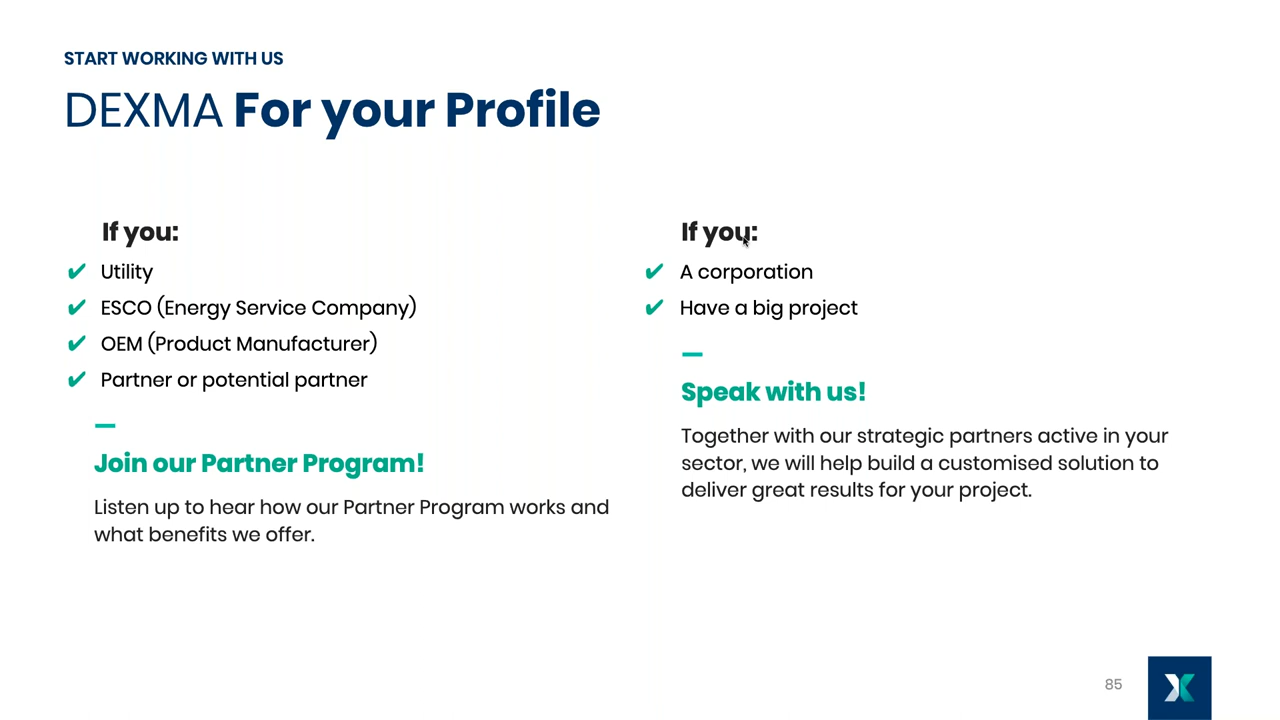 START WORKING WITH US
DEXMA For your Profile
If you:
✔ Utility
✔ ESCO (Energy Service Company)
✔ OEM (Product Manufacturer)
✔ Partner or potential partner
Join our Partner Program!
Listen up to hear how our Partner Program works and
what benefits we offer.
If you:
✔ A corporation
✔ Have a big project
Speak with us!
Together with our strategic partners active in your
sector, we will help build a customised solution to
deliver great results for your project.
85